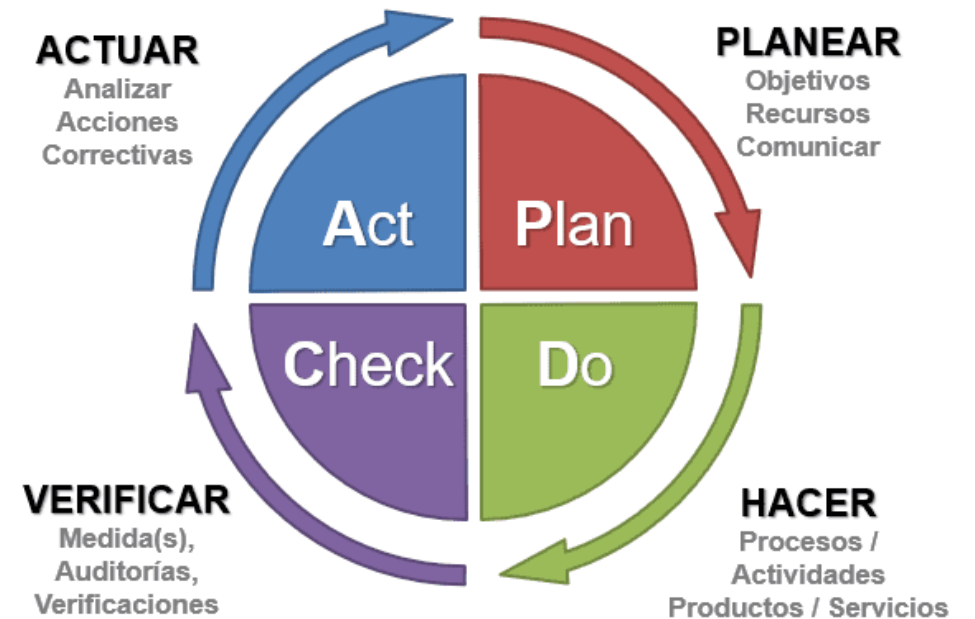 ACTUAR
Analizar
Acciones
Correctivas
PLANEAR
Objetivos
Recursos
Comunicar
Act
Plan
Check
Do
VERIFICAR
Medida(s),
Auditorías,
Verificaciones
HACER
Procesos /
Actividades
Productos / Servicios